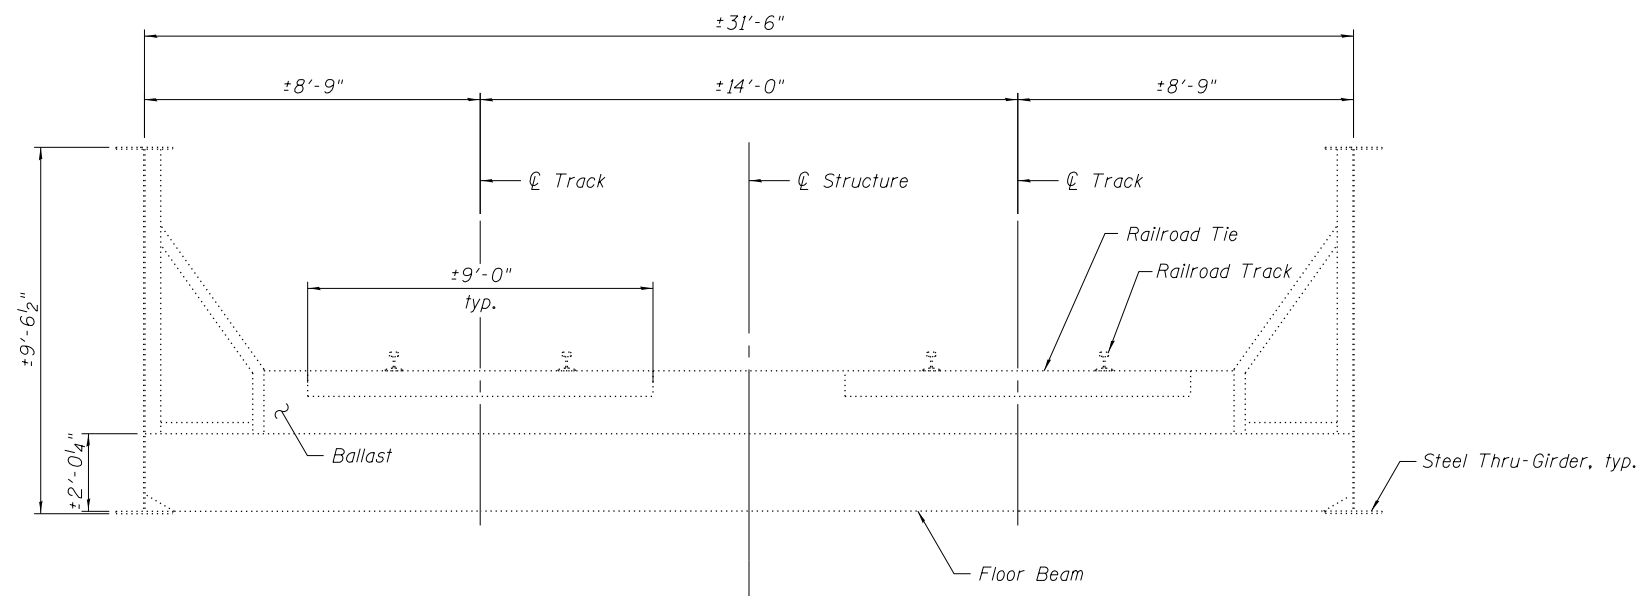 ±31'-6"
±8'-9"
±14'-0"
±8'-9"
℄ Track
℄ Structure
℄ Track
Railroad Tie
±9'-0"
typ.
Railroad Track
±9'-6½"
±2'-0¼"
Ballast
Steel Thru-Girder, typ.
Floor Beam